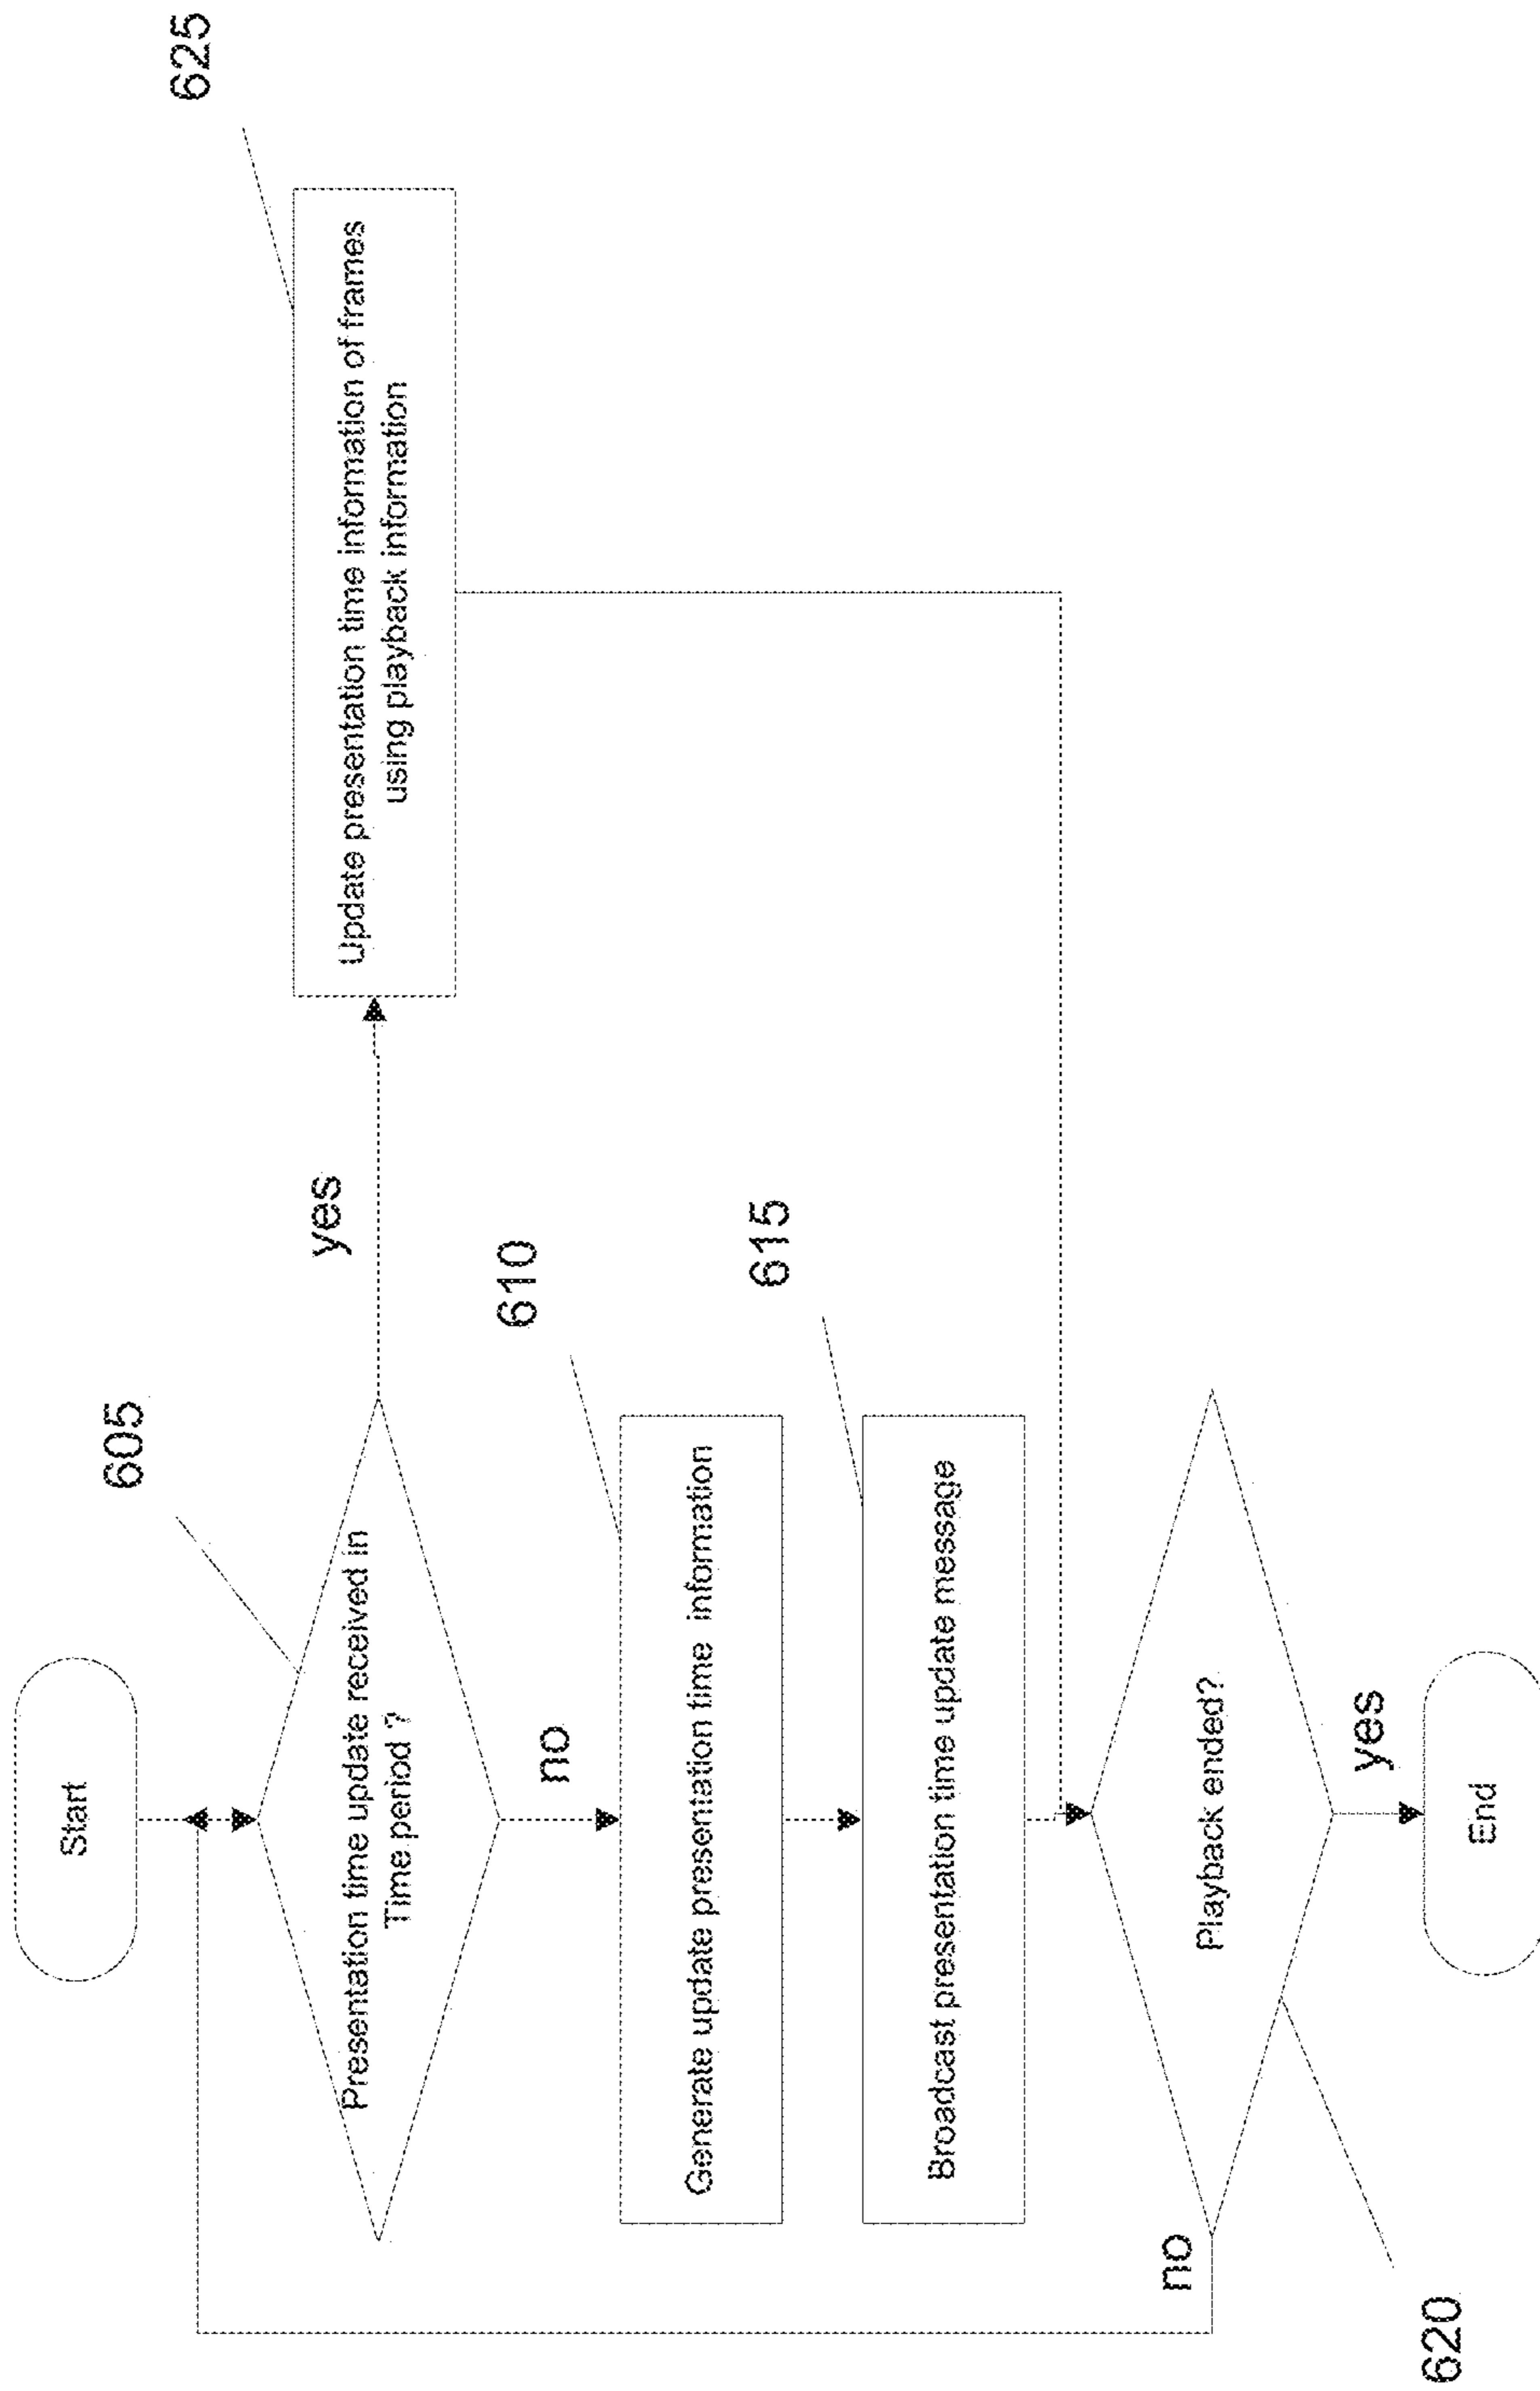 Start
605
Presentation time update received in
Time period ?
yes
625
Update presentation time information of frames
using playback information
no
610
Generate update presentation time information
615
Broadcast presentation time update message
Playback ended?
no
620
yes
End